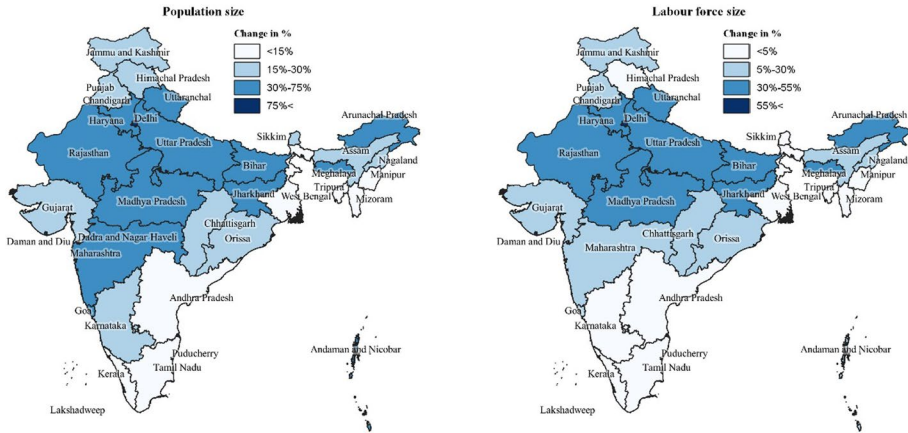 Population size
Change in %
<15%
15%-30%
30%-75%
75%<
Jammu and Kashmir
Himachal Pradesh
Punjab
Chandigarh
Uttaranchal
Haryana
Delhi
Arunachal Pradesh
Rajasthan
Uttar Pradesh
Sikkim
Assam
Nagaland
Bihar
Meghalaya
Manipur
Jharkhand
Tripura
West Bengal
Mizoram
Gujarat
Madhya Pradesh
Chhattisgarh
Daman and Diu
Dadra and Nagar Haveli
Orissa
Maharashtra
Andhra Pradesh
Goa
Karnataka
Puducherry
Andaman and Nicobar
Kerala
Tamil Nadu
Lakshadweep
Labour force size
Change in %
<5%
5%-30%
30%-55%
55%<
Jammu and Kashmir
Himachal Pradesh
Punjab
Chandigarh
Uttaranchal
Haryana
Delhi
Arunachal Pradesh
Rajasthan
Uttar Pradesh
Sikkim
Assam
Nagaland
Bihar
Meghalaya
Manipur
Jharkhand
Tripura
West Bengal
Mizoram
Gujarat
Madhya Pradesh
Daman and Diu
Chhattisgarh
Orissa
Maharashtra
Andhra Pradesh
Goa
Karnataka
Puducherry
Andaman and Nicobar
Kerala
Tamil Nadu
Lakshadweep